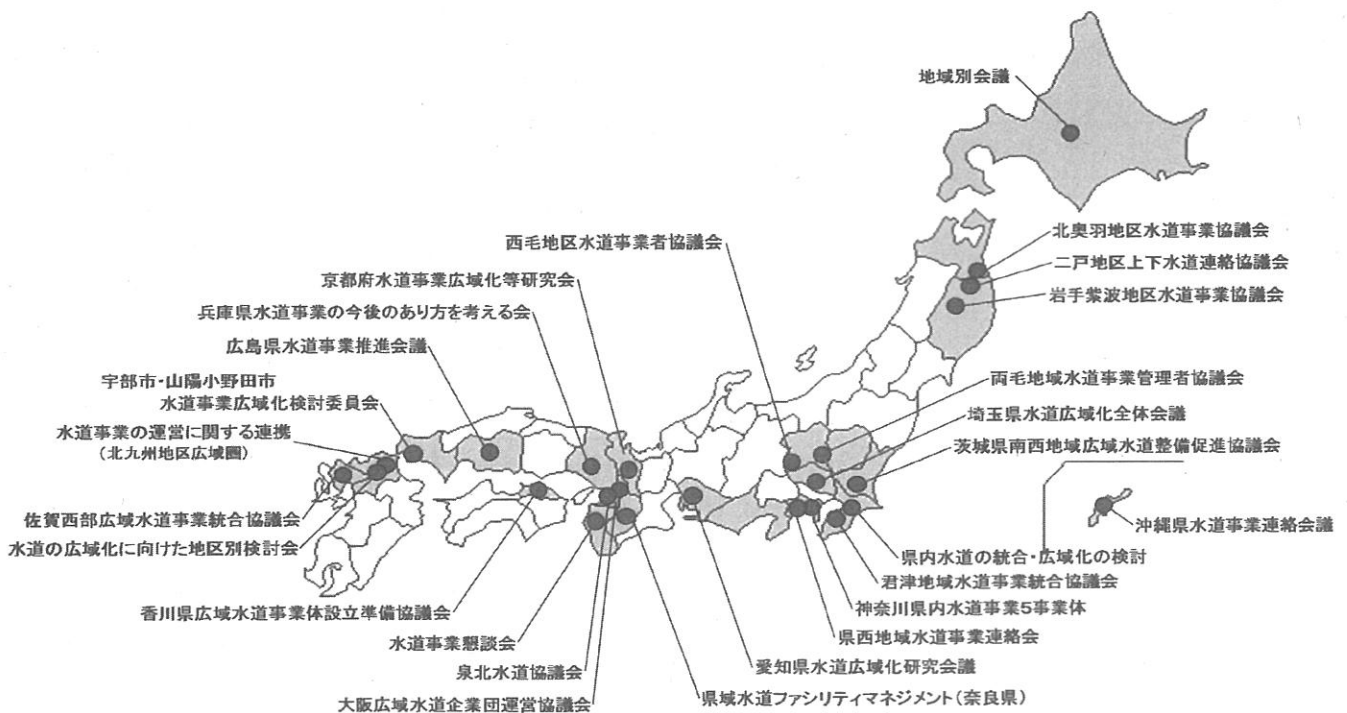 地域別会議
北奥羽地区水道事業協議会
二戸地区上下水道連絡協議会
岩手紫波地区水道事業協議会
西毛地区水道事業者協議会
京都府水道事業広域化等研究会
兵庫県水道事業の今後のあり方を考える会
広島県水道事業推進会議
宇部市・山陽小野田市
水道事業広域化検討委員会
水道事業の運営に関する連携
(北九州地区広域圏)
佐賀西部広域水道事業統合協議会
水道の広域化に向けた地区別検討会
香川県広域水道事業体設立準備協議会
水道事業懇談会
泉北水道協議会
大阪広域水道企業団運営協議会
両毛地域水道事業管理者協議会
埼玉県水道広域化全体会議
茨城県南西地域広域水道整備促進協議会
沖縄県水道事業連絡会議
県内水道の統合・広域化の検討
君津地域水道事業統合協議会
神奈川県内水道事業5事業体
県西地域水道事業連絡会
愛知県水道広域化研究会議
県域水道ファシリティマネジメント(奈良県)